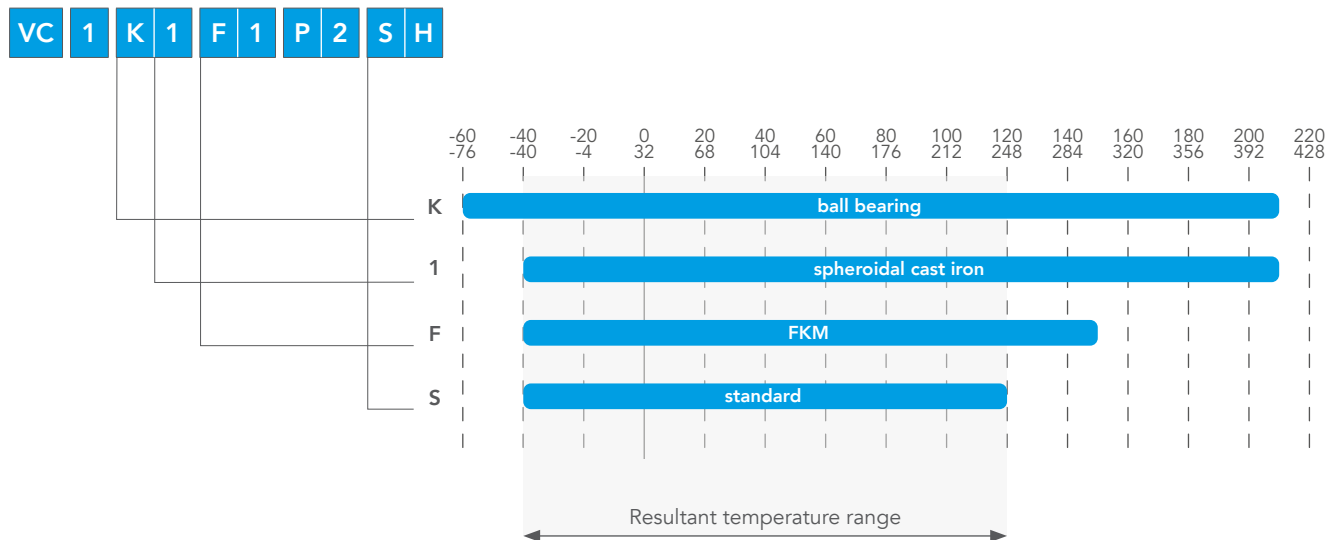 VC 1 K 1 F 1 P 2 S H
-60 -40 -20 0 20 40 60 80 100 120 140 160 180 200 220
-76 -40 -4 32 68 104 140 176 212 248 284 320 356 392 428
K ball bearing
1 spheroidal cast iron
F FKM
S standard
Resultant temperature range